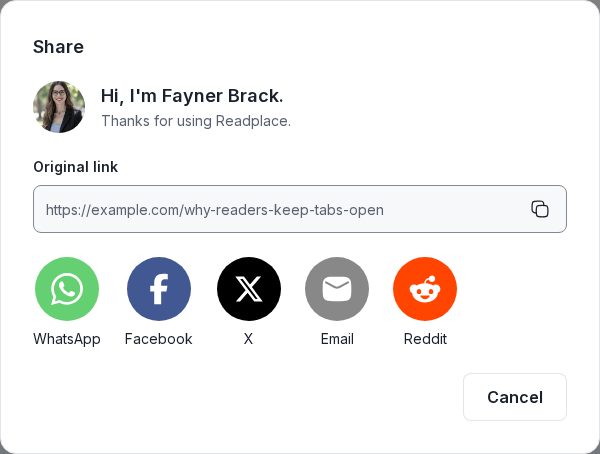 Share
Hi, I'm Fayner Brack.
Thanks for using Readplace.
Original link
https://example.com/why-readers-keep-tabs-open
WhatsApp Facebook X Email Reddit
Cancel